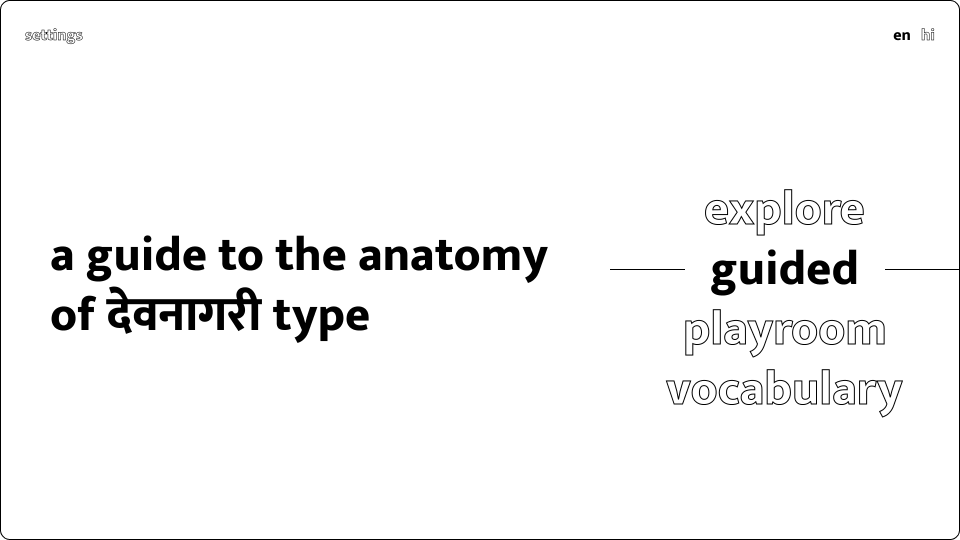 settings
en hi
explore
a guide to the anatomy
guided
of देवनागरी type
playroom
vocabulary